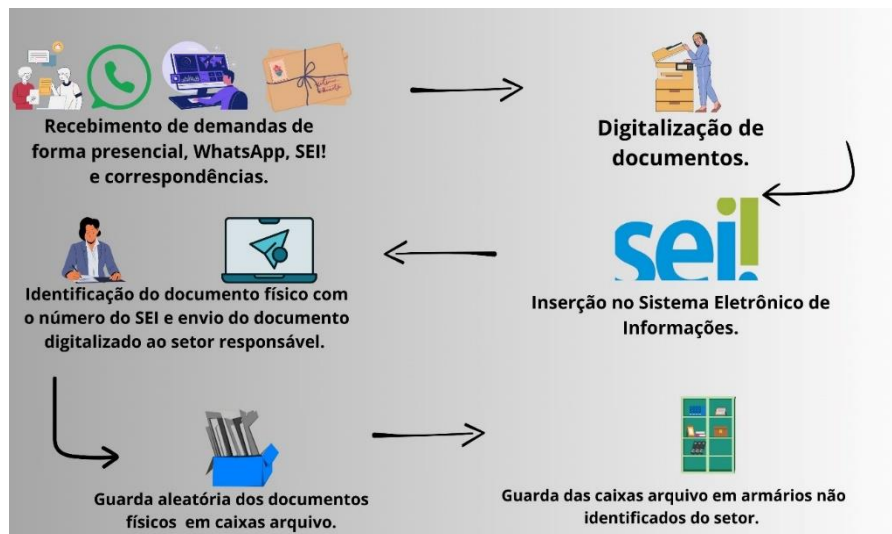 Recebimento de demandas de
forma presencial, WhatsApp, SEI!
e correspondências.
Digitalização de
documentos.
sei!
Inserção no Sistema Eletrônico de
Informações.
Identificação do documento físico com
o número do SEI e envio do documento
digitalizado ao setor responsável.
Guarda aleatória dos documentos
físicos em caixas arquivo.
Guarda das caixas arquivo em armários não
identificados do setor.